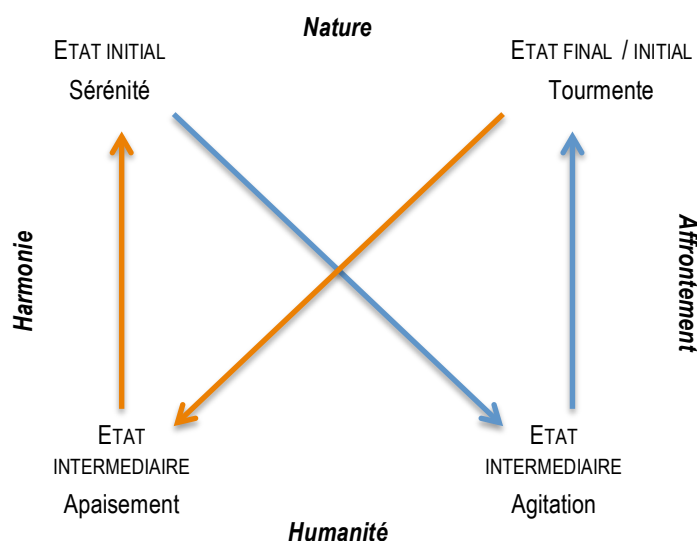 Nature
ETAT INITIAL
Sérénité
ETAT FINAL / INITIAL
Tourmente
Harmonie
Affrontement
ETAT
INTERMEDIAIRE
Apaisement
ETAT
INTERMEDIAIRE
Agitation
Humanité